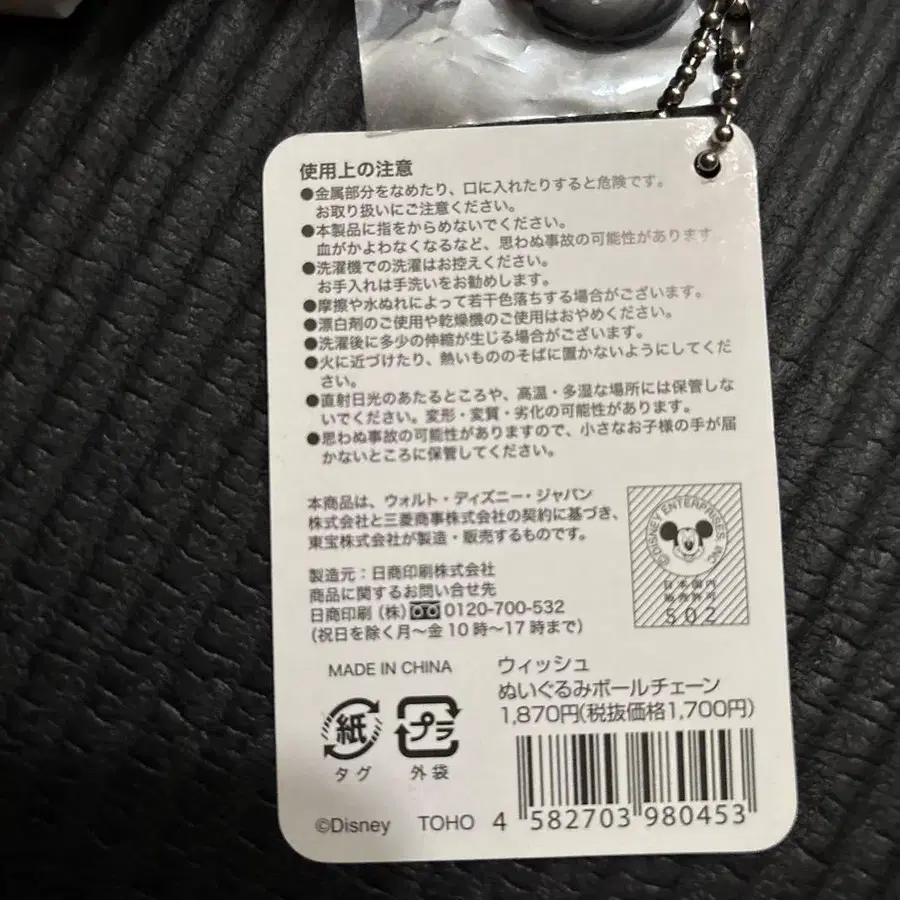 使用上の注意
●金属部分をなめたり、口に入れたりすると危険です。
お取り扱いにご注意ください。
●本製品に指をからめないでください。
血がかよわなくなるなど、思わぬ事故の可能性があります
●洗濯機での洗濯はお控えください。
お手入れは手洗いをお勧めします。
●摩擦や水ぬれによって若干色落ちする場合がございます。
●漂白剤のご使用や乾燥機のご使用はおやめください。
●洗濯後に多少の伸縮が生じる場合がございます。
●火に近づけたり、熱いもののそばに置かないようにしてくだ
さい。
●直射日光のあたるところや、高温・多湿な場所には保管しな
いでください。変形・変質・劣化の可能性があります。
●思わぬ事故の可能性がありますので、小さなお子様の手が届
かないところに保管してください。
本商品は、ウォルト・ディズニー・ジャパン
株式会社と三菱商事株式会社の契約に基づき、
東宝株式会社が製造・販売するものです。
©DISNEY ENTERPRISES, INC.
日本国内
販売許可
502
製造元：日商印刷株式会社
商品に関するお問い合せ先
日商印刷（株）0120-700-532
（祝日を除く月～金10時～17時まで）
MADE IN CHINA
紙
タグ
プラ
外袋
ウィッシュ
ぬいぐるみボールチェーン
1,870円(税抜価格1,700円)
©Disney TOHO
4 582703 980453